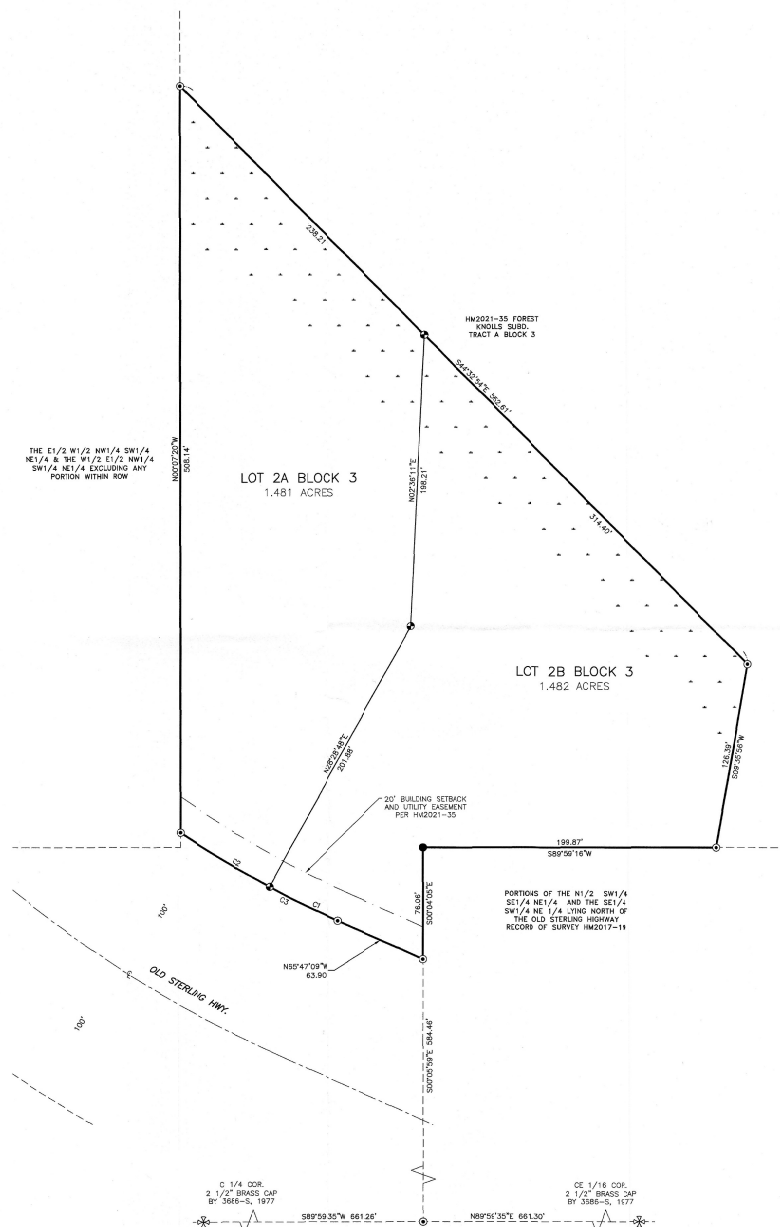 238.21
HM2021-35 FOREST
KNOLLS SUBD.
TRACT A BLOCK 3
S44°32'54"E 552.61'
THE E1/2 W1/2 NW1/4 SW1/4
NE1/4 & THE W1/2 E1/2 NW1/4
SW1/4 NE1/4 EXCLUDING ANY
PORTION WITHIN ROW
N00°07'20"W
508.14'
LOT 2A BLOCK 3
1.481 ACRES
N02°36'11"E
198.21'
314.40'
LOT 2B BLOCK 3
1.482 ACRES
126.39'
S09°35'56"W
N28°28'48"E
201.88'
20' BUILDING SETBACK
AND UTILITY EASEMENT
PER HM2021-35
199.87'
S89°59'16"W
C2
C3
C1
76.06'
S00°04'05"E
PORTIONS OF THE N1/2 SW1/4
SE1/4 NE1/4 AND THE SE1/4
SW1/4 NE 1/4 LYING NORTH OF
THE OLD STERLING HIGHWAY
RECORD OF SURVEY HM2017-19
100'
N65°47'09"W
63.90
OLD STERLING HWY.
100'
S00°05'59"E 584.46'
C 1/4 COR.
2 1/2" BRASS CAP
BY 3686-S, 1977
CE 1/16 COR.
2 1/2" BRASS CAP
BY 3686-S, 1977
S89°59'35"W 661.26'
N89°59'35"E 661.30'